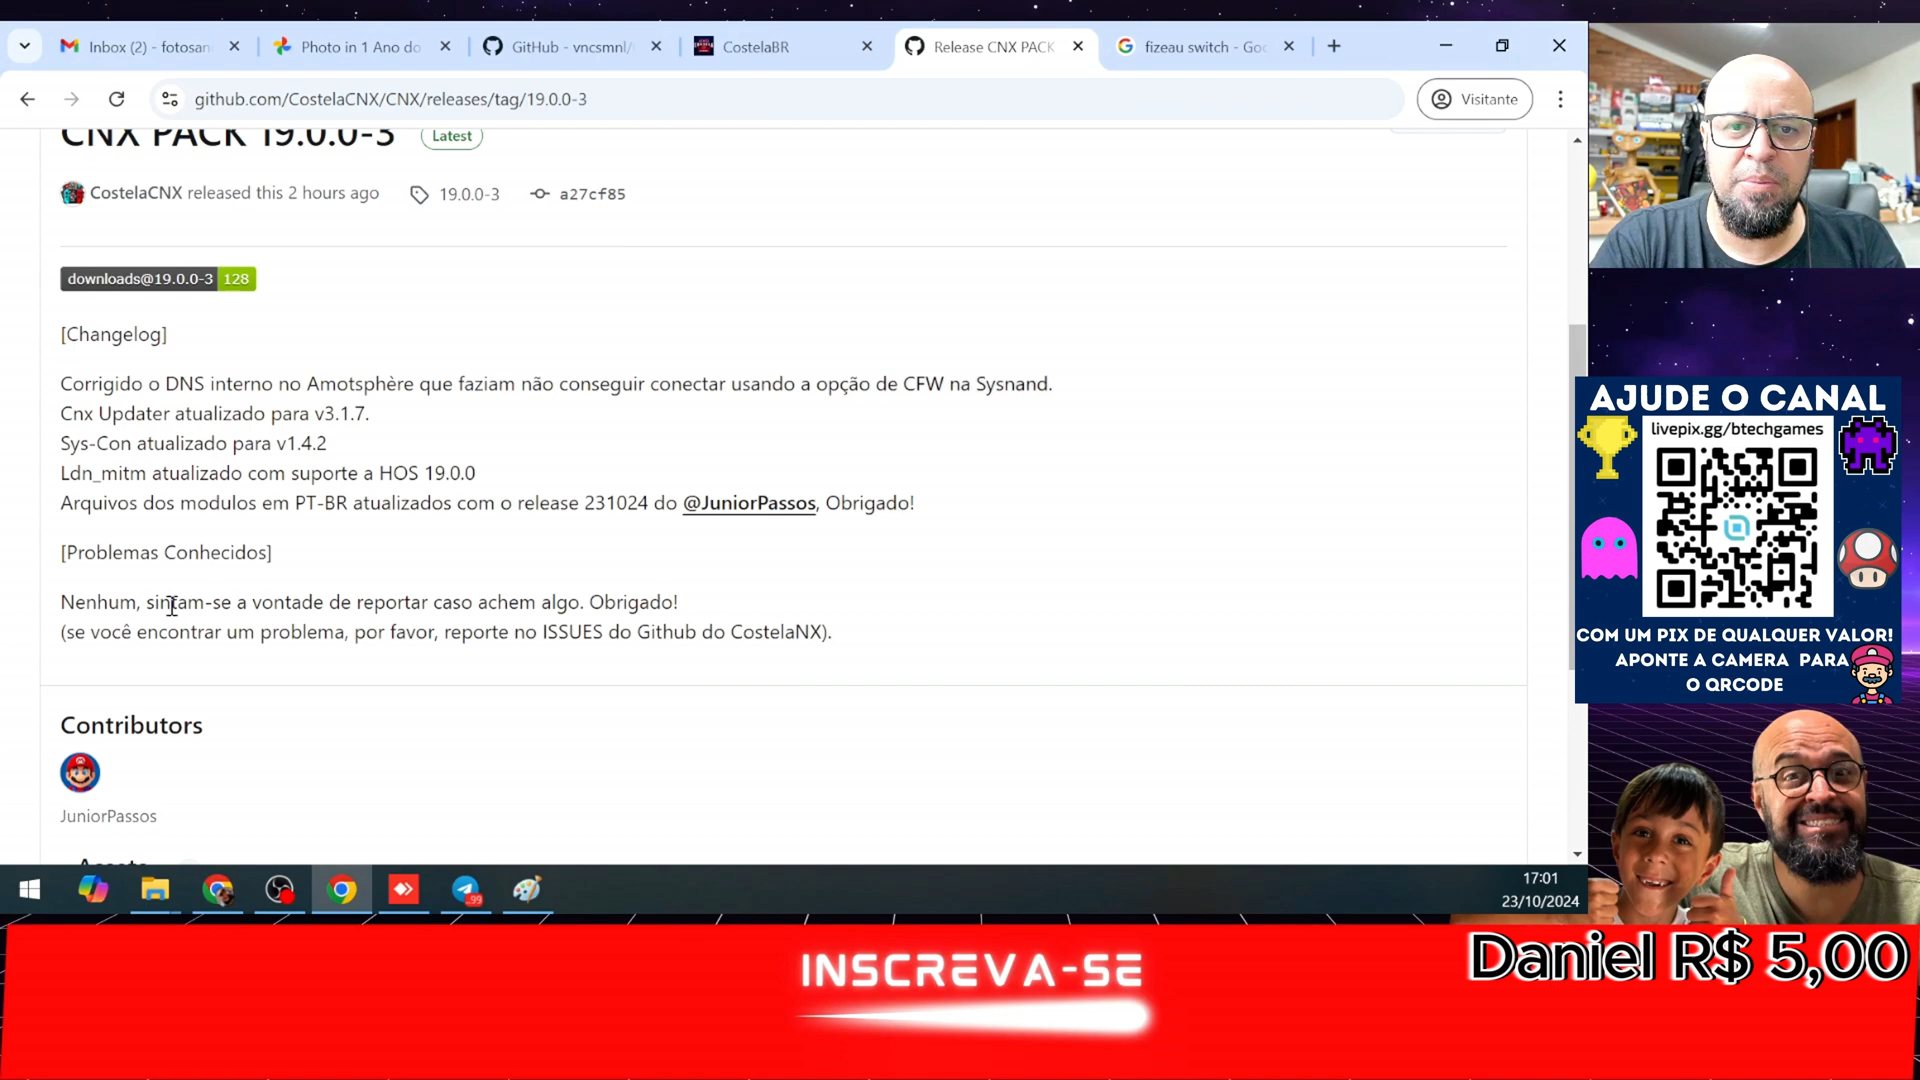 Inbox (2) - fotosan
Photo in 1 Ano do
GitHub - vncsmnl/
CostelaBR
Release CNX PACK
fizeau switch - Goo
github.com/CostelaCNX/CNX/releases/tag/19.0.0-3
Visitante
CNX PACK 19.0.0-3
Latest
CostelaCNX released this 2 hours ago
19.0.0-3
a27cf85
downloads@19.0.0-3 128
[Changelog]
Corrigido o DNS interno no Amotsphère que faziam não conseguir conectar usando a opção de CFW na Sysnand.
Cnx Updater atualizado para v3.1.7.
Sys-Con atualizado para v1.4.2
Ldn_mitm atualizado com suporte a HOS 19.0.0
Arquivos dos modulos em PT-BR atualizados com o release 231024 do @JuniorPassos, Obrigado!
[Problemas Conhecidos]
Nenhum, sintam-se a vontade de reportar caso achem algo. Obrigado!
(se você encontrar um problema, por favor, reporte no ISSUES do Github do CostelaNX).
Contributors
JuniorPassos
Assets
99
17:01
23/10/2024
AJUDE O CANAL
livepix.gg/btechgames
COM UM PIX DE QUALQUER VALOR!
APONTE A CAMERA PARA
O QRCODE
INSCREVA-SE
Daniel R$ 5,00